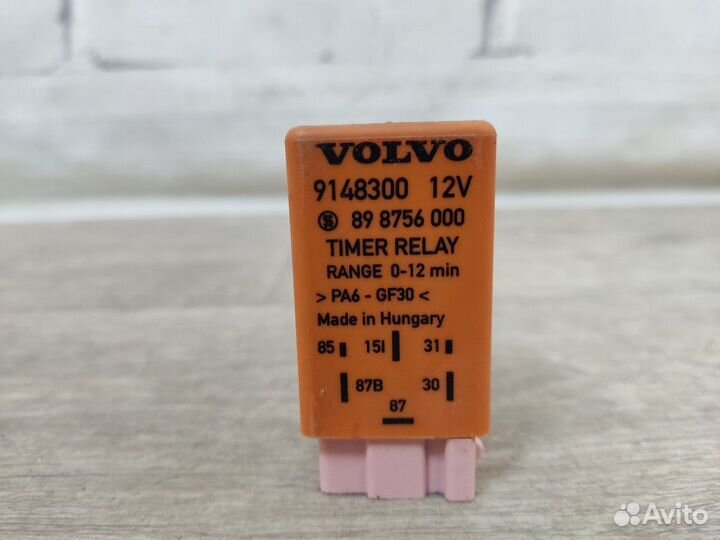 VOLVO
9148300 12V
89 8756 000
TIMER RELAY
RANGE 0-12 min
> PA6 - GF30 <
Made in Hungary
85 15I 31
87B 30
87
Avito